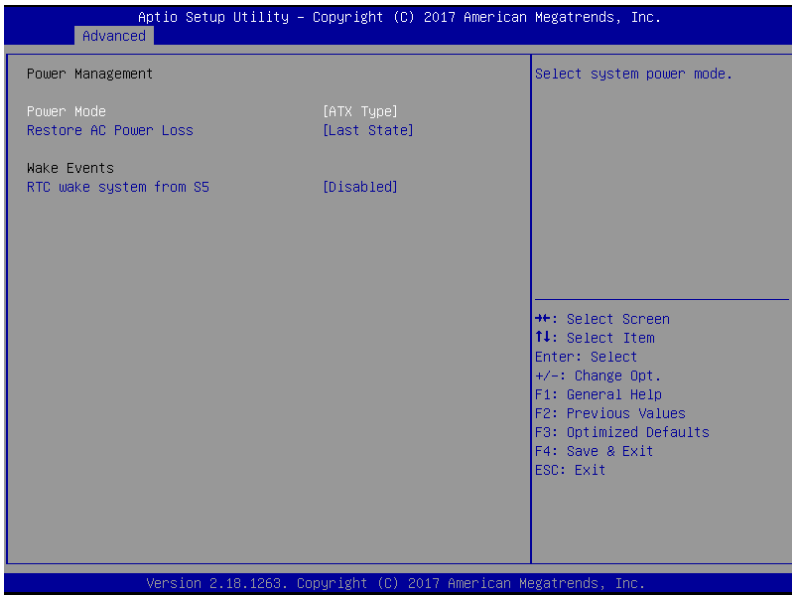 Aptio Setup Utility – Copyright (C) 2017 American Megatrends, Inc.
Advanced
Power Management
Power Mode [ATX Type]
Restore AC Power Loss [Last State]
Wake Events
RTC wake system from S5 [Disabled]
Select system power mode.
→←: Select Screen
↑↓: Select Item
Enter: Select
+/-: Change Opt.
F1: General Help
F2: Previous Values
F3: Optimized Defaults
F4: Save & Exit
ESC: Exit
Version 2.18.1263. Copyright (C) 2017 American Megatrends, Inc.